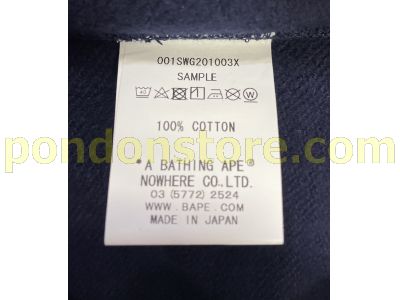 001SWG201003X
SAMPLE
100% COTTON
pondonstore.com
"A BATHING APE®
NOWHERE CO., LTD.
03 (5772) 2524
WWW.BAPE.COM
MADE IN JAPAN